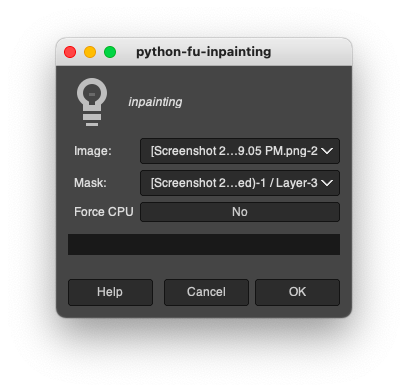 python-fu-inpainting
inpainting
Image: [Screenshot 2...9.05 PM.png-2
Mask: [Screenshot 2...ed)-1 / Layer-3
Force CPU No
Help Cancel OK